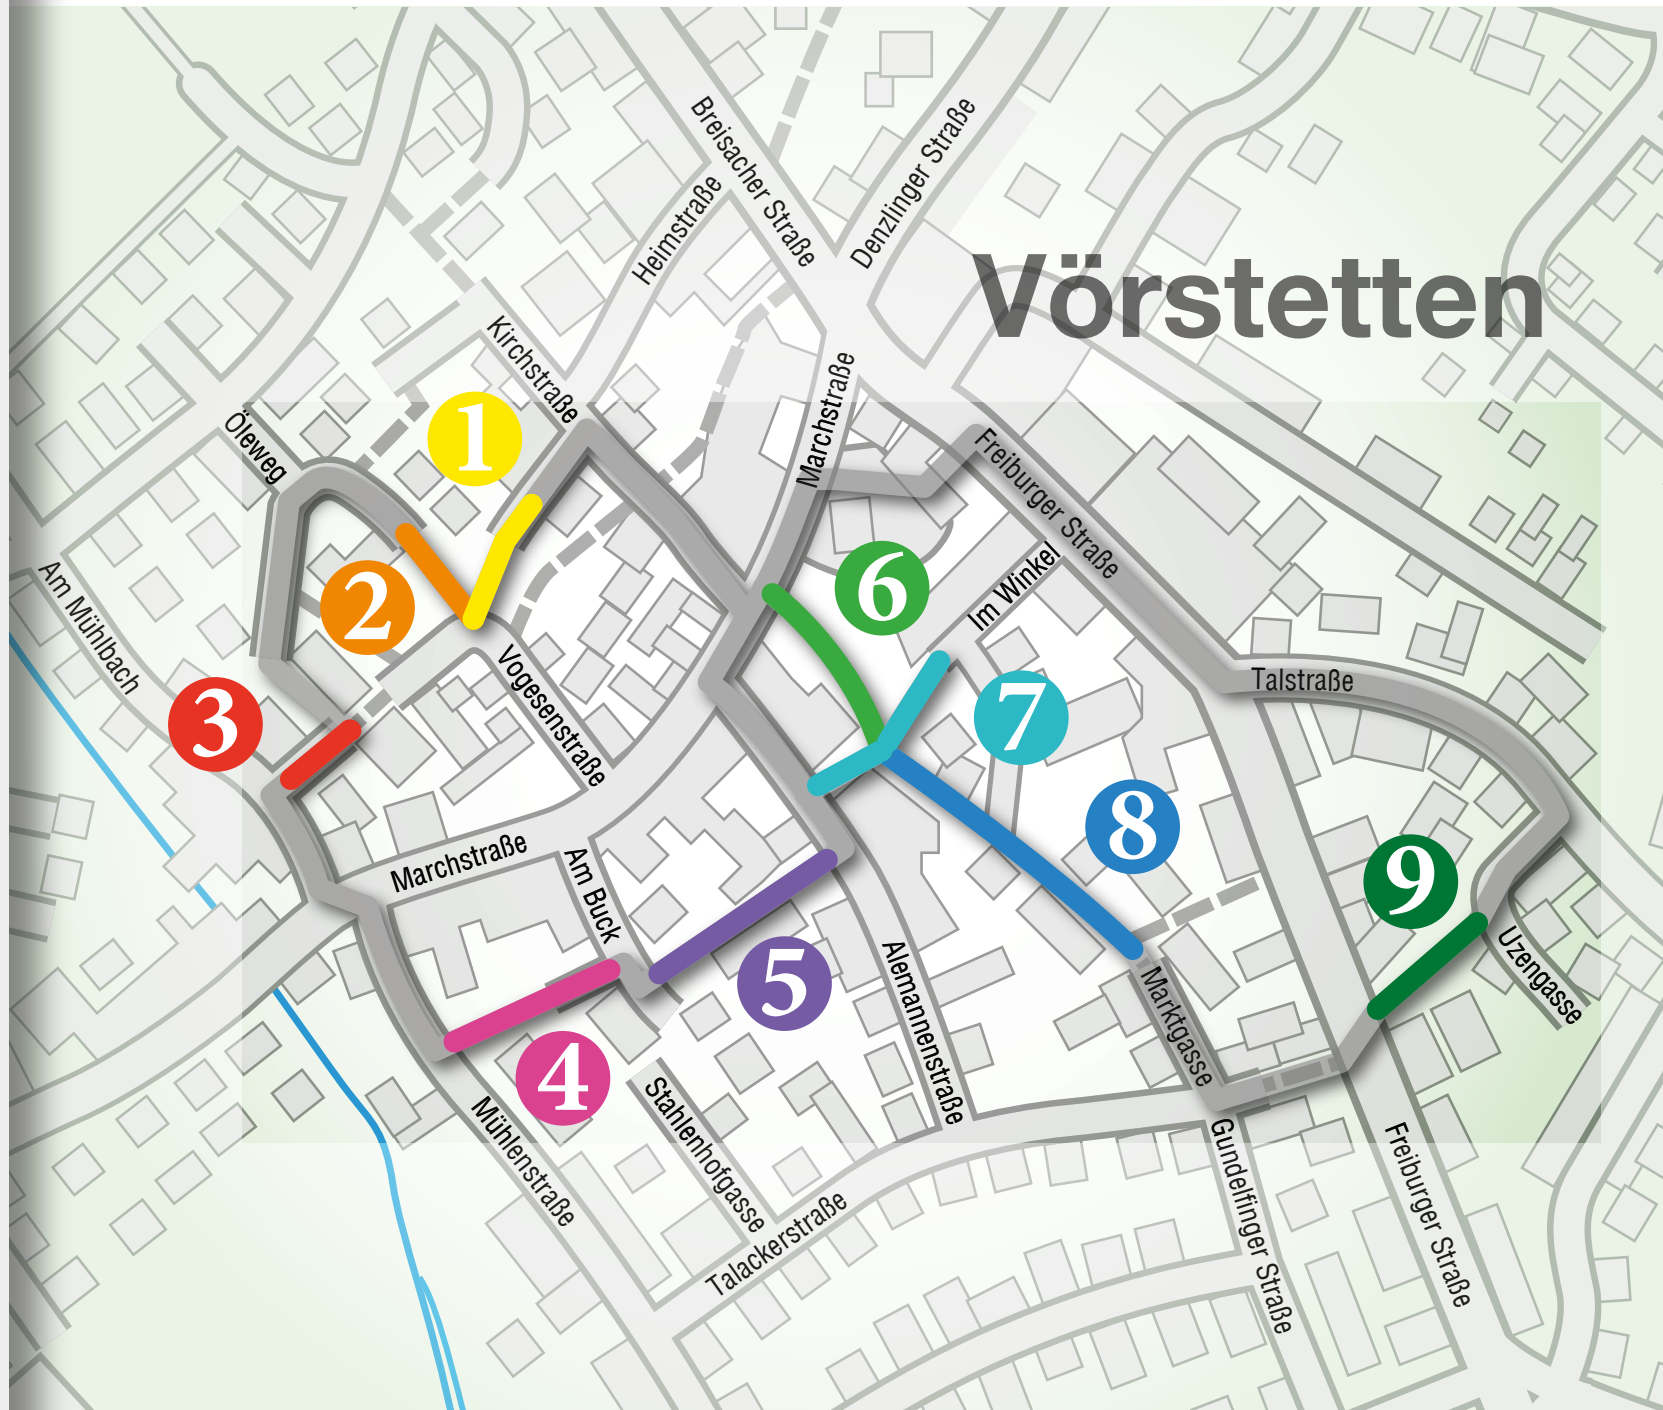 Breisacher Straße
Denzlinger Straße
Heimstraße
Vörstetten
Kirchstraße
Marchstraße
Öleweg
1
Freiburger Straße
Im Winkel
Am Mühlbach
2
6
Vogesenstraße
Talstraße
3
7
8
Marchstraße
Am Buck
9
Uzengasse
5
Alemannenstraße
Marktgasse
4
Stahlenhofgasse
Mühlenstraße
Talackerstraße
Gundelfinger Straße
Freiburger Straße